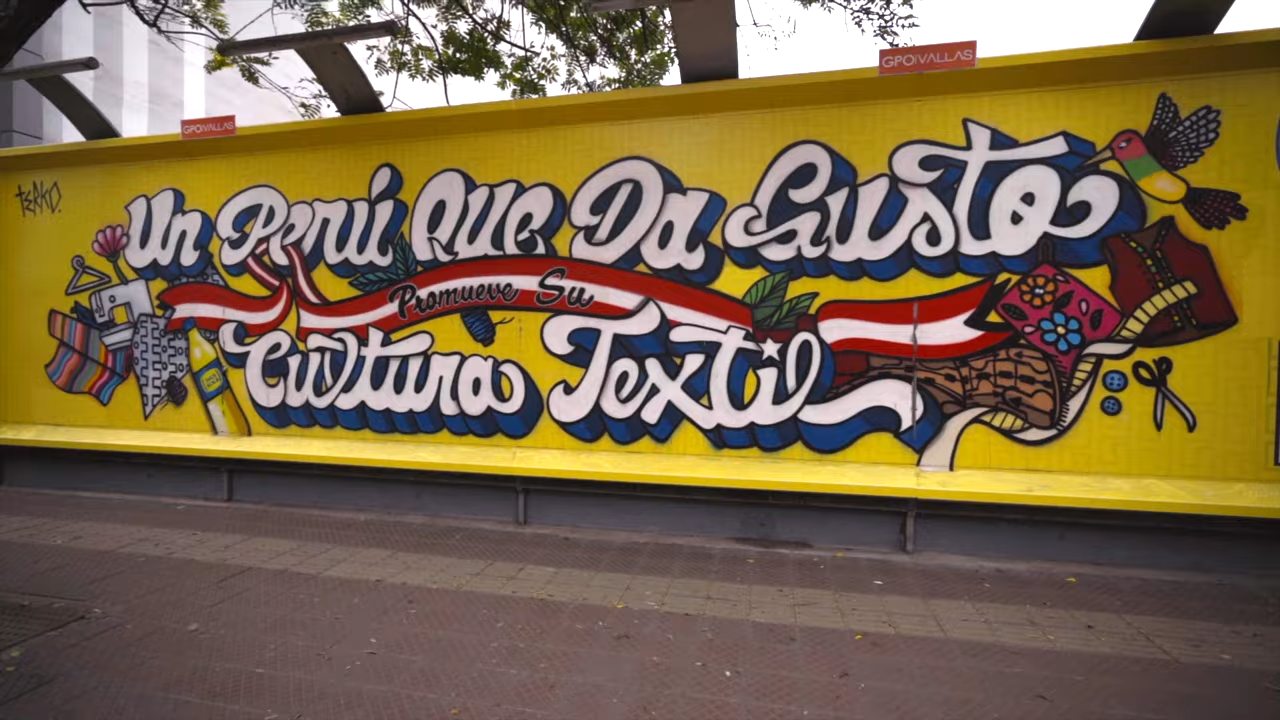 GPO|VALLAS
GPO|VALLAS
TERKO.
Un Perú Que Da Gusto
Promueve Su
Cultura Textil